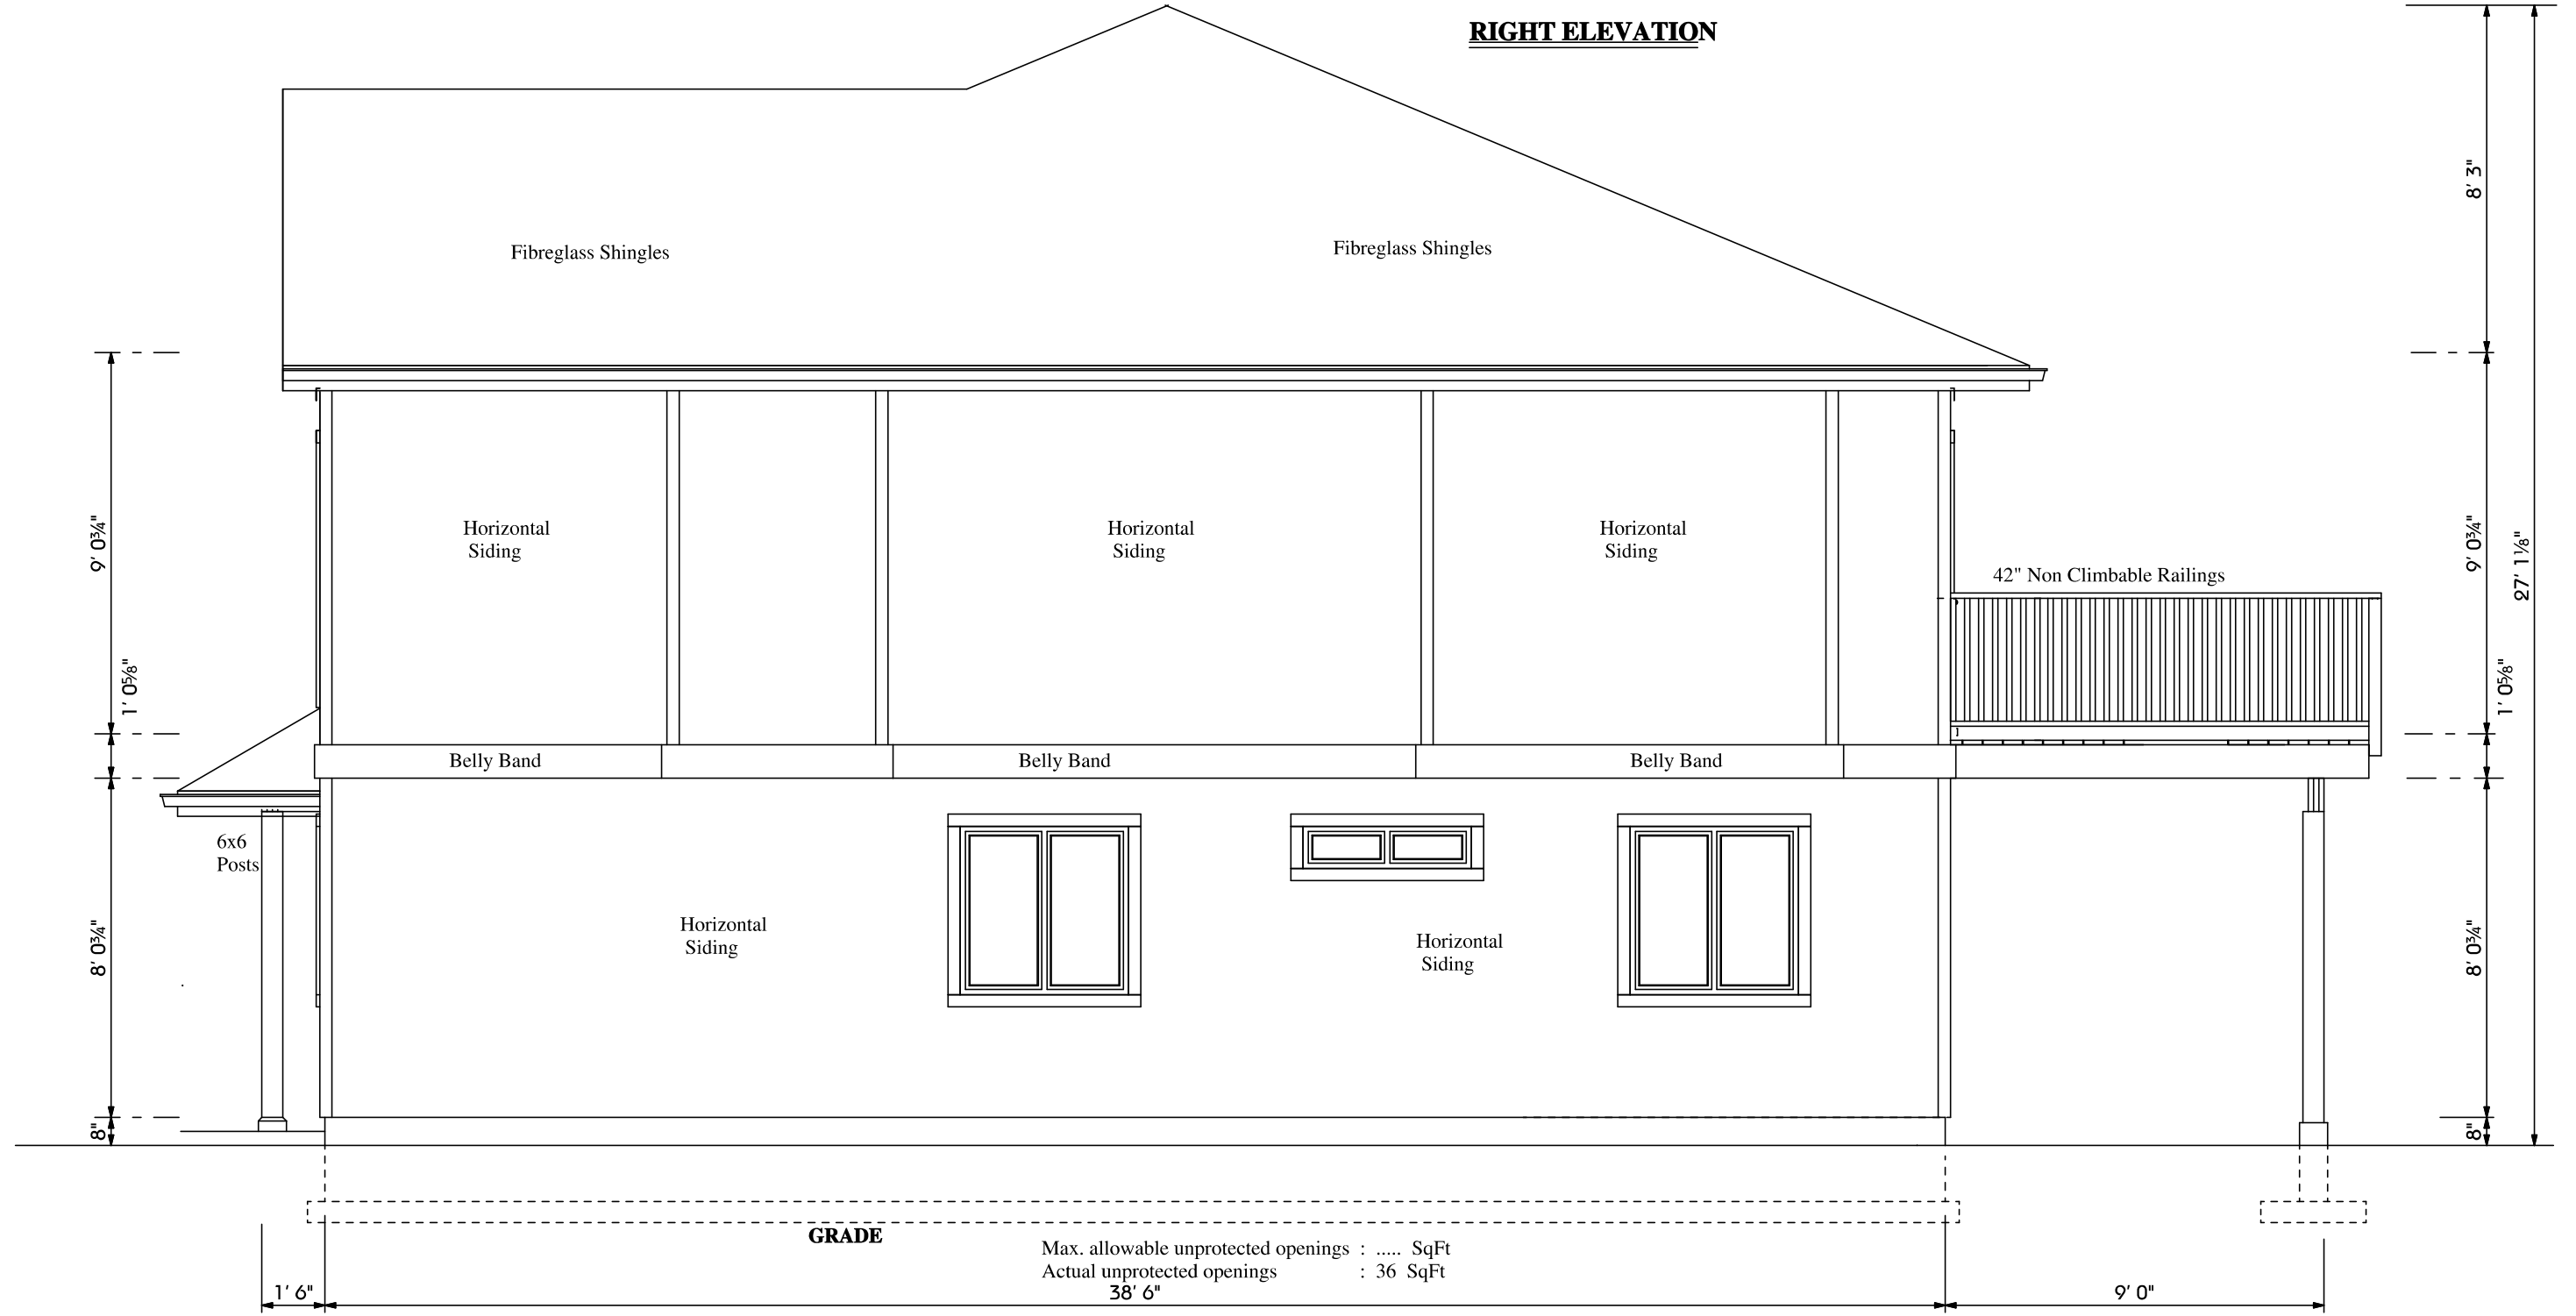 RIGHT ELEVATION
8' 3"
Fibreglass Shingles
Fibreglass Shingles
9' 0¾"
Horizontal
Siding
Horizontal
Siding
Horizontal
Siding
9' 0¾"
27' 1⅛"
42" Non Climbable Railings
1' 0⅝"
1' 0⅝"
Belly Band
Belly Band
Belly Band
6x6
Posts
8' 0¾"
Horizontal
Siding
Horizontal
Siding
8' 0¾"
8"
8"
GRADE
Max. allowable unprotected openings : ..... SqFt
Actual unprotected openings : 36 SqFt
1' 6"
38' 6"
9' 0"